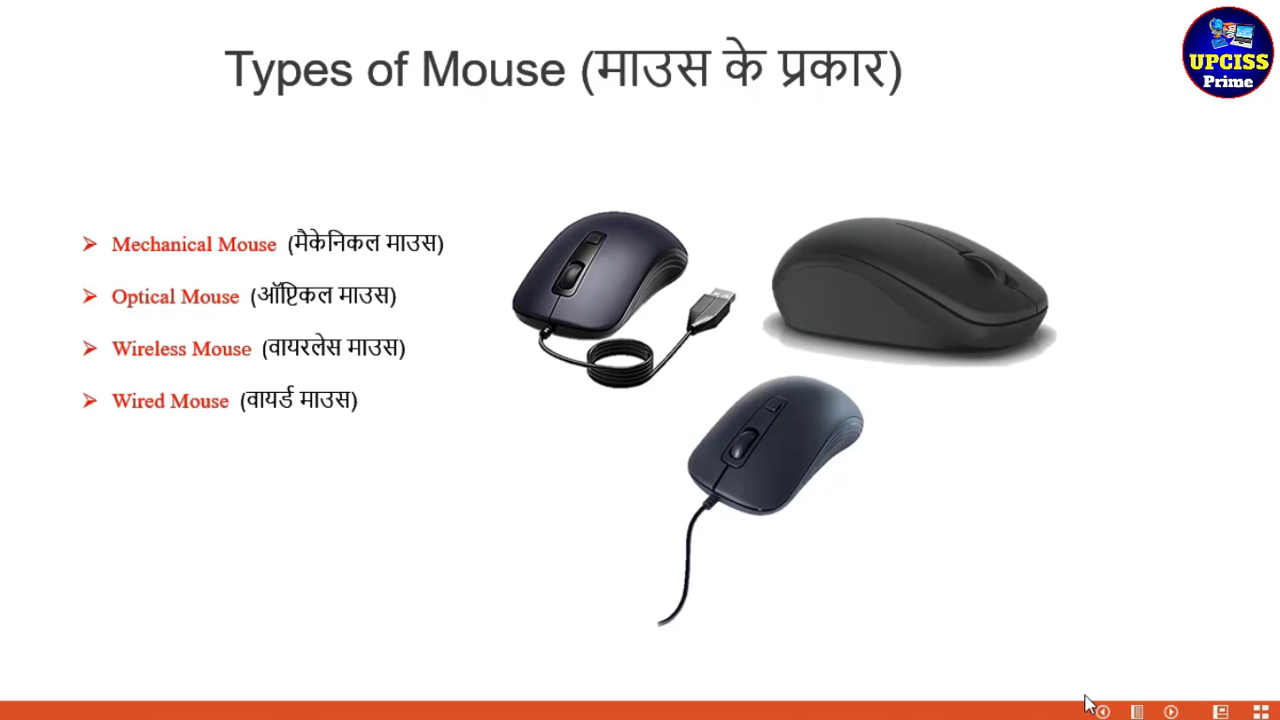 Types of Mouse (माउस के प्रकार)
UPCISS
Prime
➢ Mechanical Mouse (मैकेनिकल माउस)
➢ Optical Mouse (ऑप्टिकल माउस)
➢ Wireless Mouse (वायरलेस माउस)
➢ Wired Mouse (वायर्ड माउस)